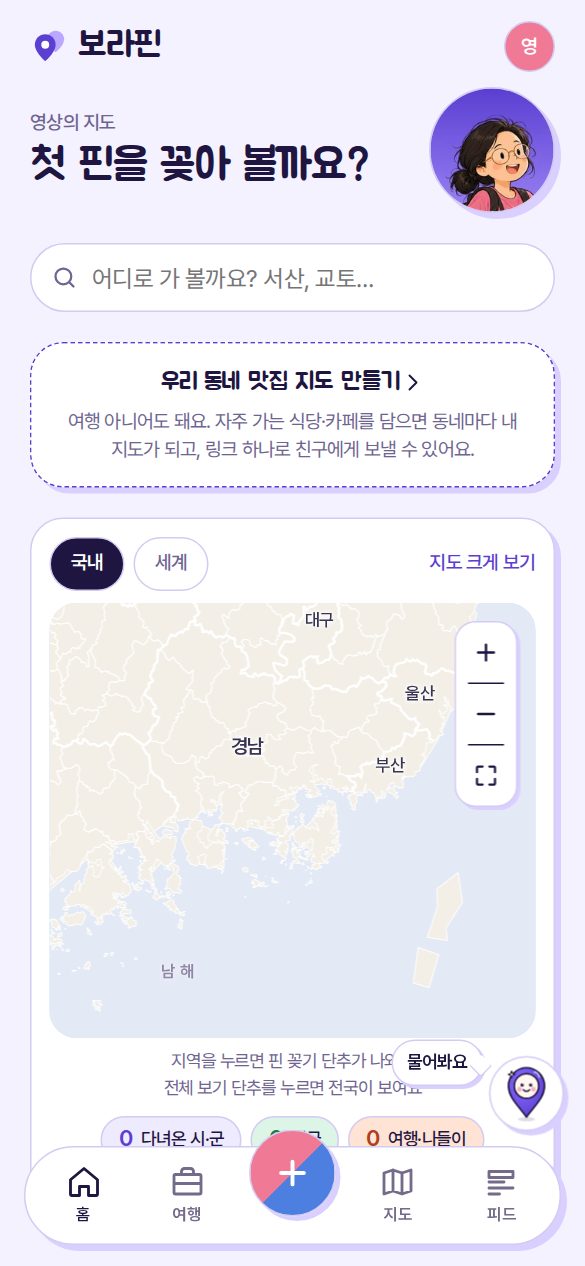 보라핀
영
영상의 지도
첫 핀을 꽂아 볼까요?
어디로 가 볼까요? 서산, 교토...
우리 동네 맛집 지도 만들기
여행 아니어도 돼요. 자주 가는 식당·카페를 담으면 동네마다 내
지도가 되고, 링크 하나로 친구에게 보낼 수 있어요.
국내
세계
지도 크게 보기
대구
울산
경남
부산
남 해
지역을 누르면 핀 꽂기 단추가
물어봐요
전체 보기 단추를 누르면 전국이 보여요
0 다녀온 시·군
0 여행·나들이
홈
여행
지도
피드